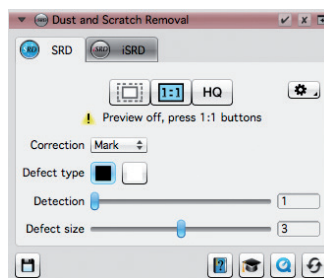 Dust and Scratch Removal
SRD iSRD
1:1 HQ
Preview off, press 1:1 buttons
Correction Mark
Defect type
Detection 1
Defect size 3